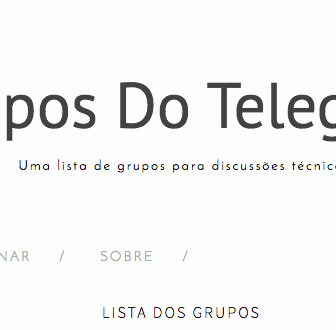 pos Do Teleg
Uma lista de grupos para discussões técnic
NAR / SOBRE /
LISTA DOS GRUPOS